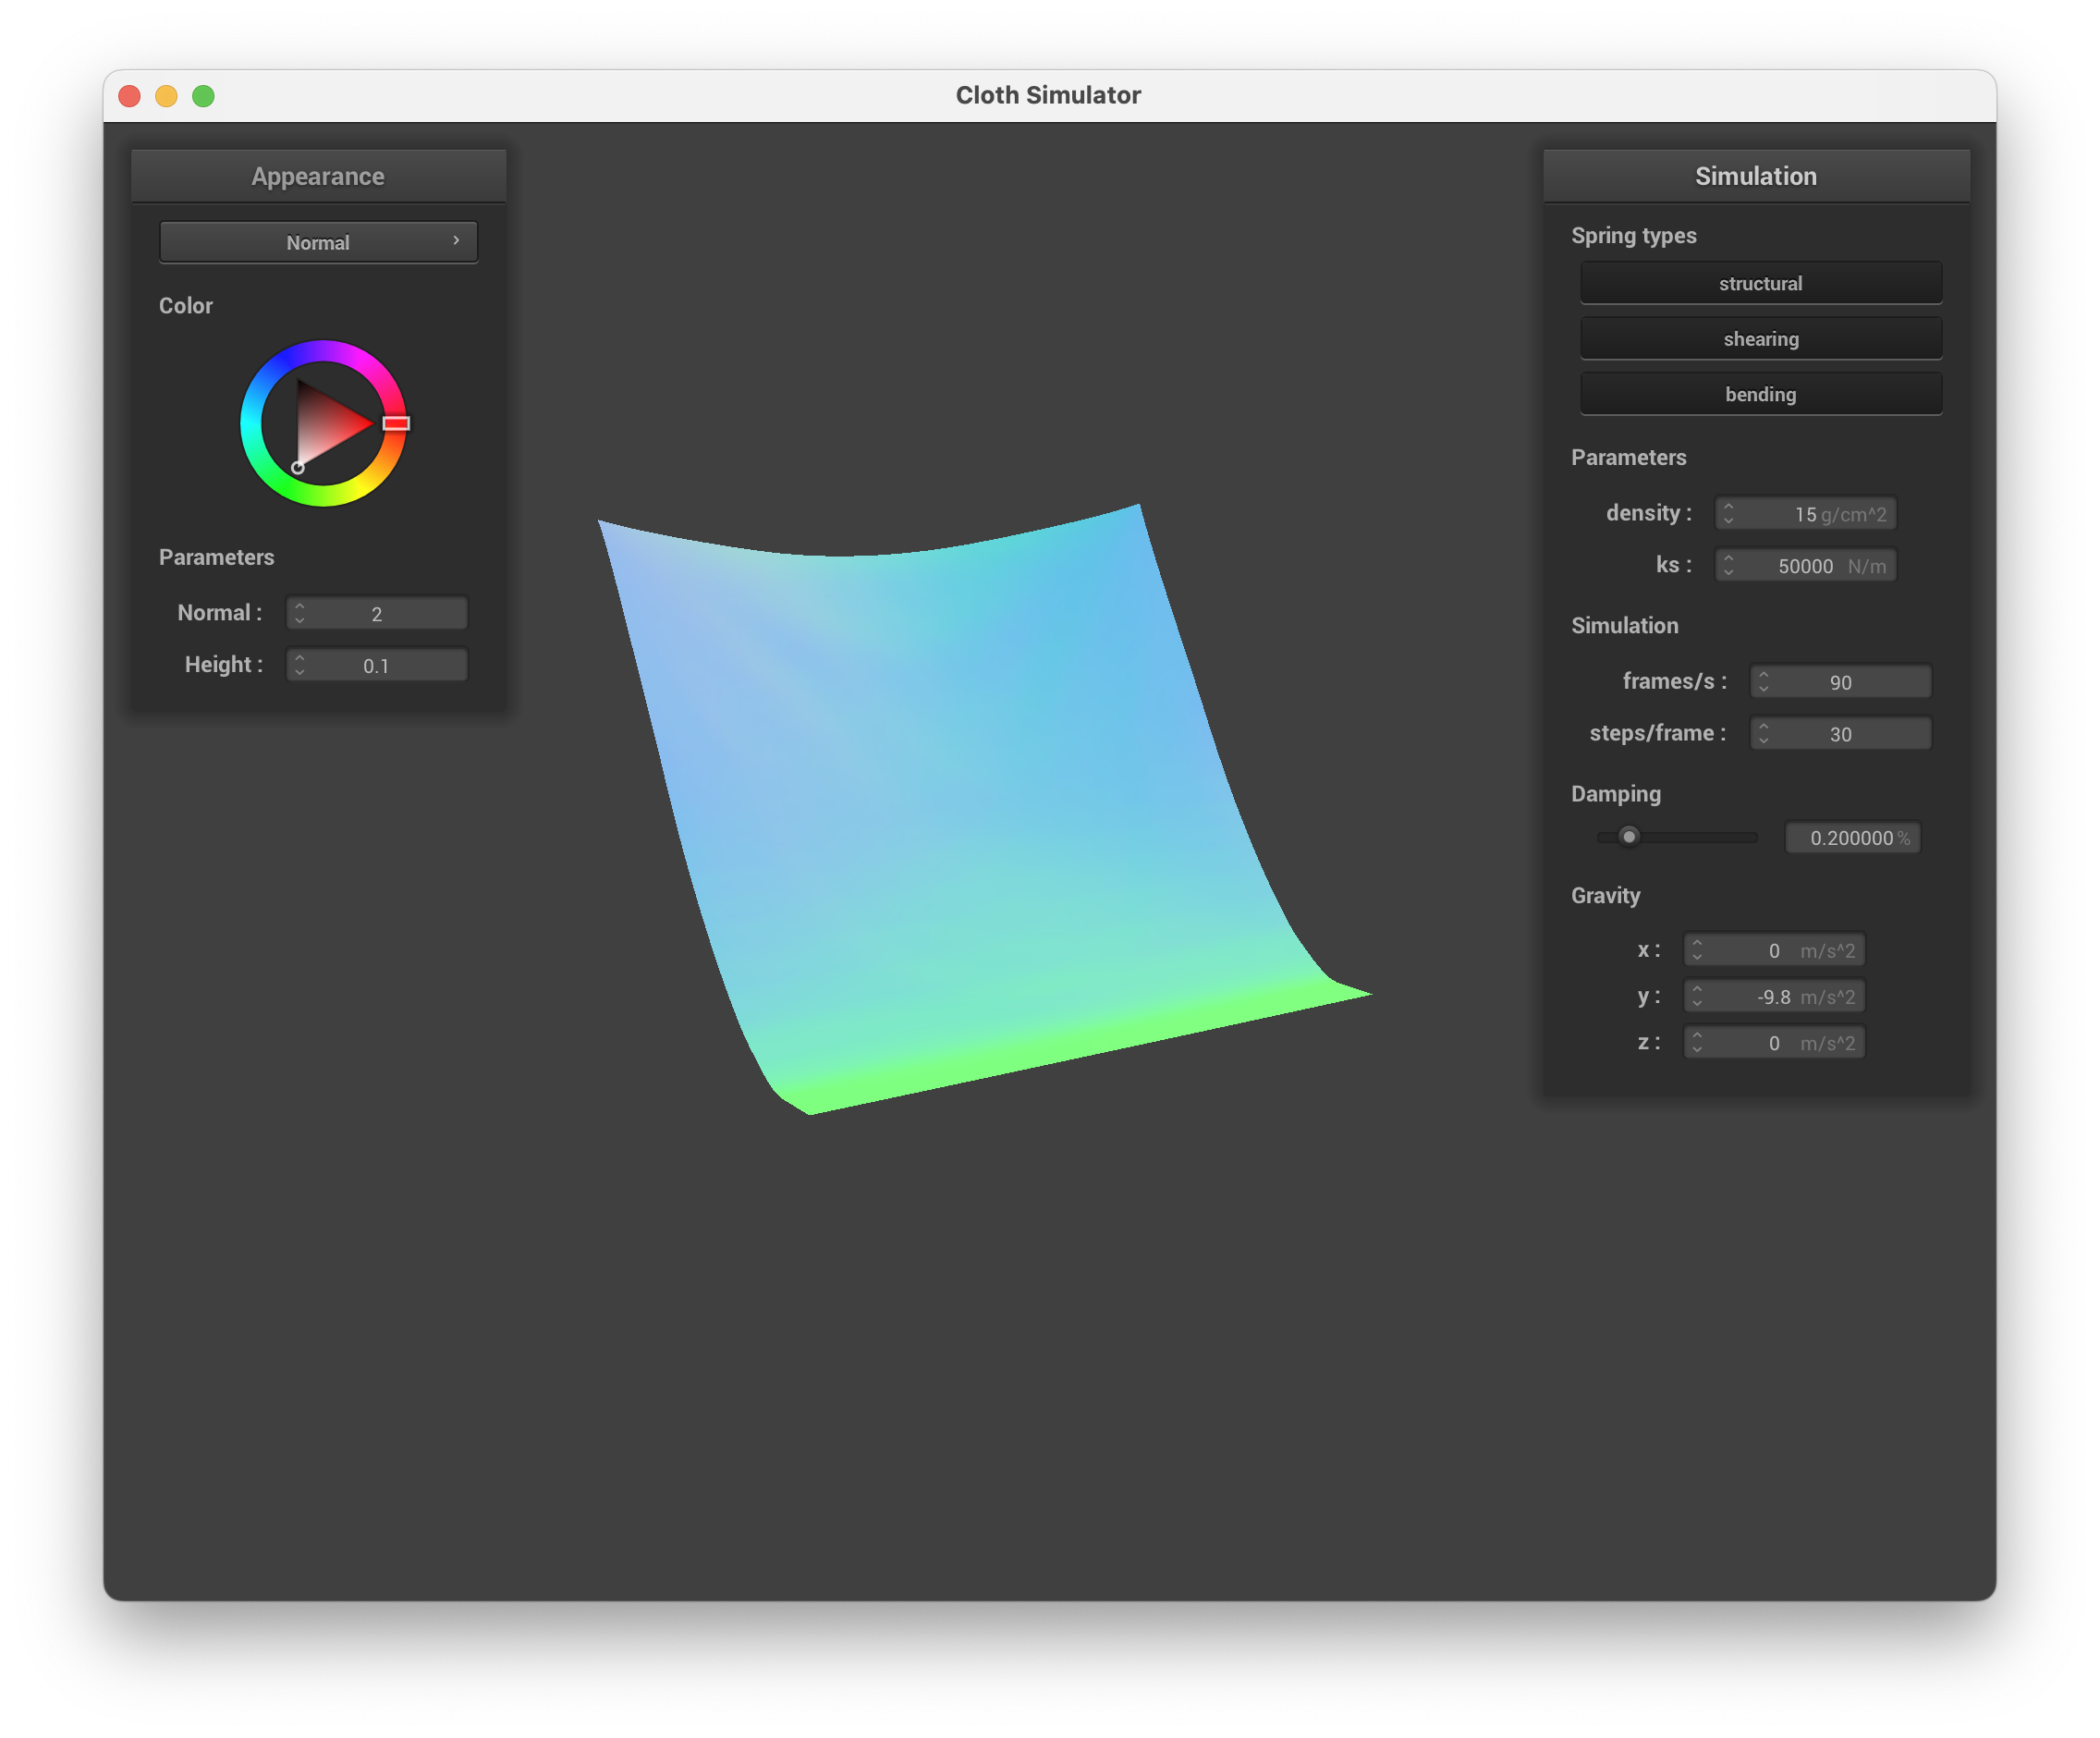 Cloth Simulator
Appearance
Normal
Color
Parameters
Normal : 2
Height : 0.1
Simulation
Spring types
structural
shearing
bending
Parameters
density : 15 g/cm^2
ks : 50000 N/m
Simulation
frames/s : 90
steps/frame : 30
Damping
0.200000 %
Gravity
x : 0 m/s^2
y : -9.8 m/s^2
z : 0 m/s^2